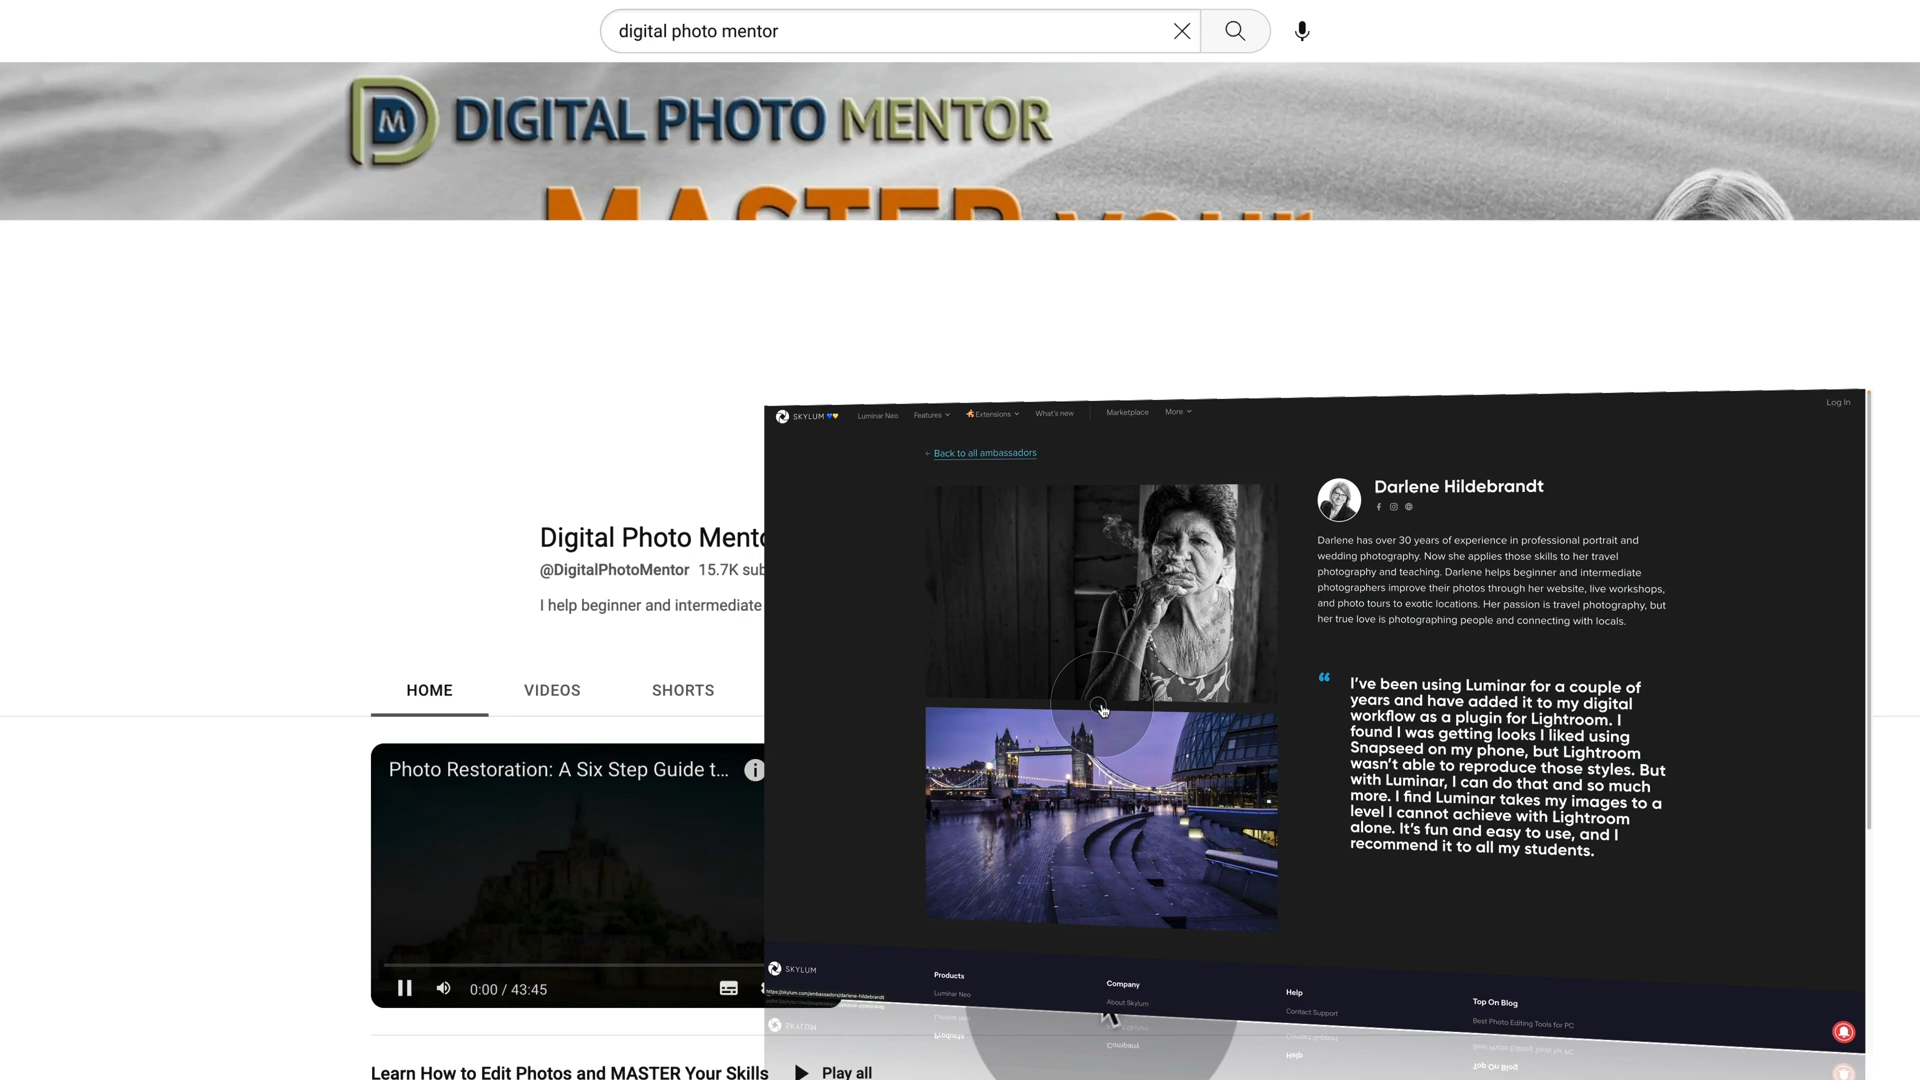 digital photo mentor
M DIGITAL PHOTO MENTOR
MASTER your
Digital Photo Mento
@DigitalPhotoMentor 15.7K sub
I help beginner and intermediate
HOME VIDEOS SHORTS
Photo Restoration: A Six Step Guide t...
0:00 / 43:45
Learn How to Edit Photos and MASTER Your Skills Play all
SKYLUM Luminar Neo Features Extensions What's new Marketplace More Log In
← Back to all ambassadors
Darlene Hildebrandt
Darlene has over 30 years of experience in professional portrait and
wedding photography. Now she applies those skills to her travel
photography and teaching. Darlene helps beginner and intermediate
photographers improve their photos through her website, live workshops,
and photo tours to exotic locations. Her passion is travel photography, but
her true love is photographing people and connecting with locals.
“ I've been using Luminar for a couple of
years and have added it to my digital
workflow as a plugin for Lightroom. I
found I was getting looks I liked using
Snapseed on my phone, but Lightroom
wasn't able to reproduce those styles. But
with Luminar, I can do that and so much
more. I find Luminar takes my images to a
level I cannot achieve with Lightroom
alone. It's fun and easy to use, and I
recommend it to all my students.
SKYLUM
https://skylum.com/ambassadors/darlene-hildebrandt
Products
Luminar Neo
Company
About Skylum
Help
Contact Support
Top On Blog
Best Photo Editing Tools for PC